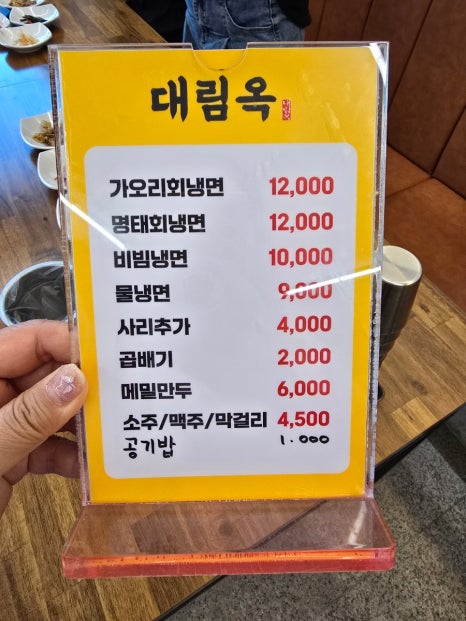 대림옥
가오리회냉면 12,000
명태회냉면 12,000
비빔냉면 10,000
물냉면 9,000
사리추가 4,000
곱배기 2,000
메밀만두 6,000
소주/맥주/막걸리 4,500
공기밥 1.000